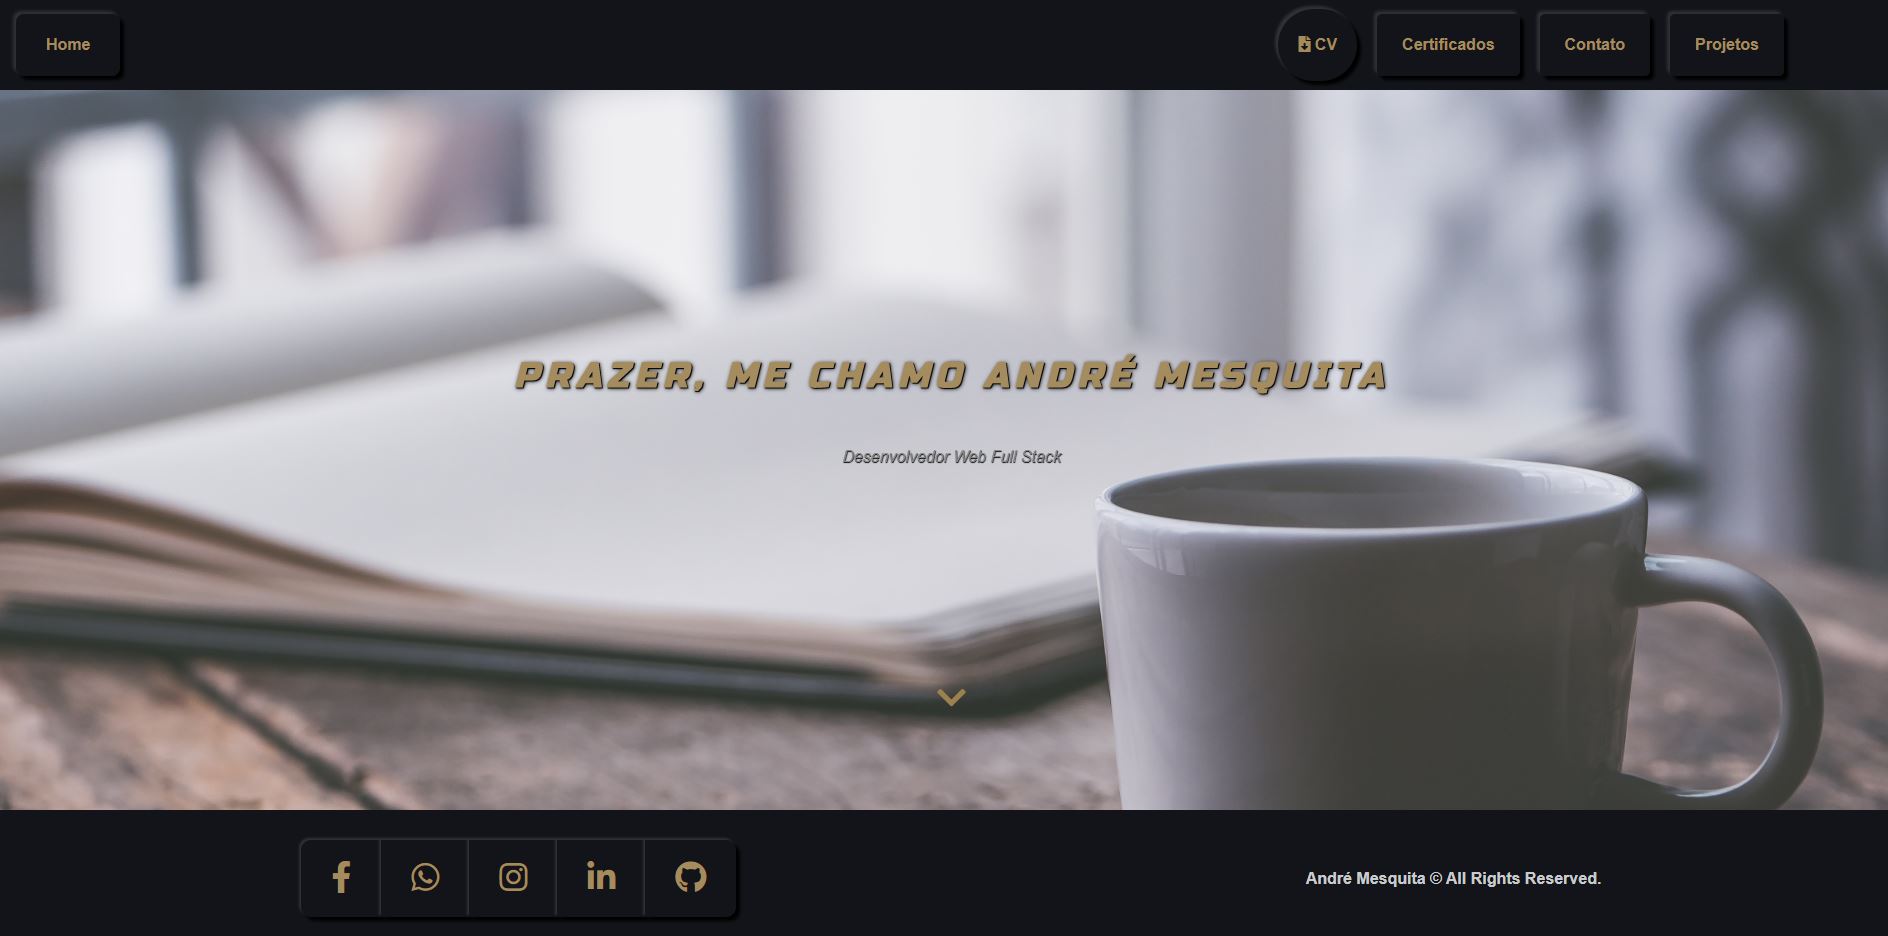 Home
CV
Certificados
Contato
Projetos
PRAZER, ME CHAMO ANDRÉ MESQUITA
Desenvolvedor Web Full Stack
André Mesquita © All Rights Reserved.